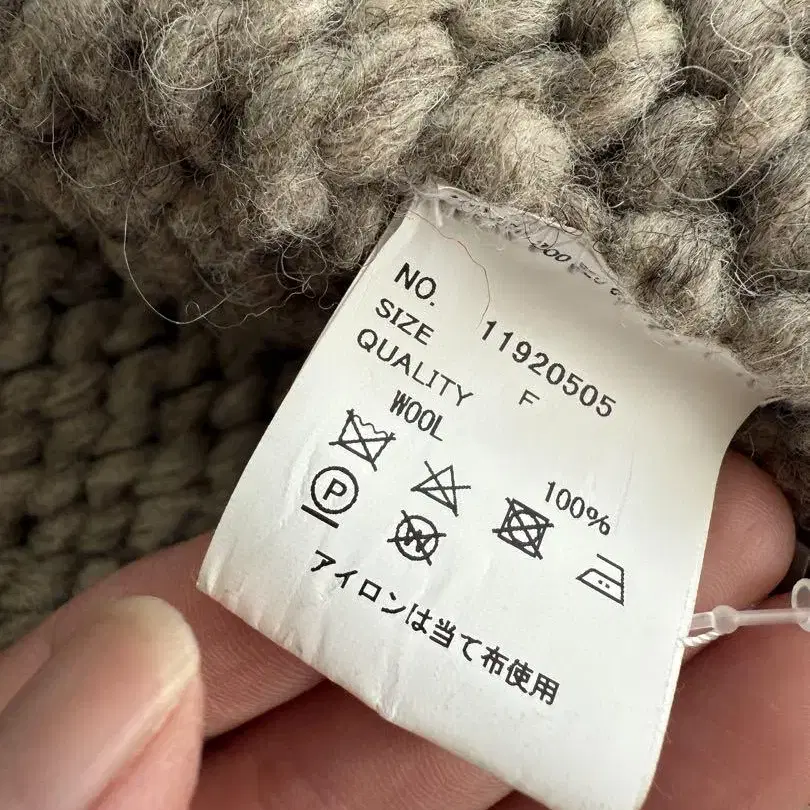 NO. 11920505
SIZE F
QUALITY
WOOL 100%
P
W
アイロンは当て布使用